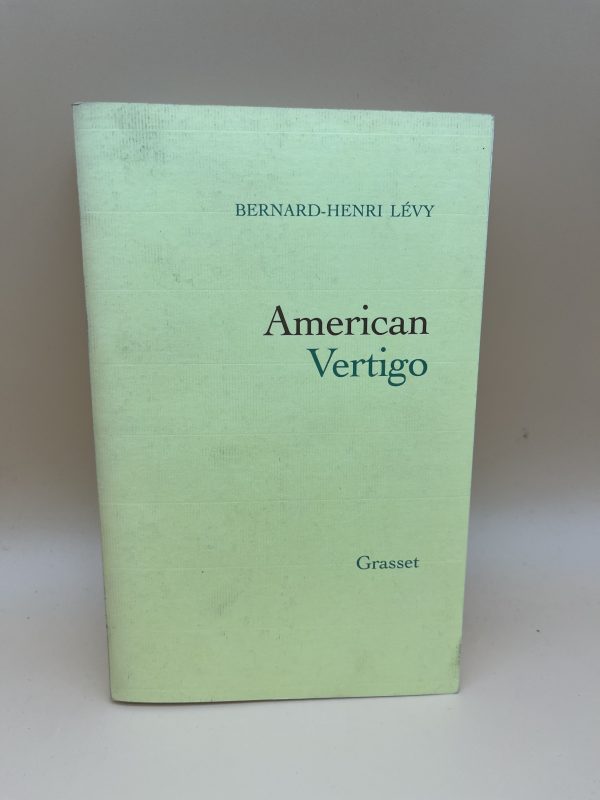 BERNARD-HENRI LÉVY
American
Vertigo
Grasset